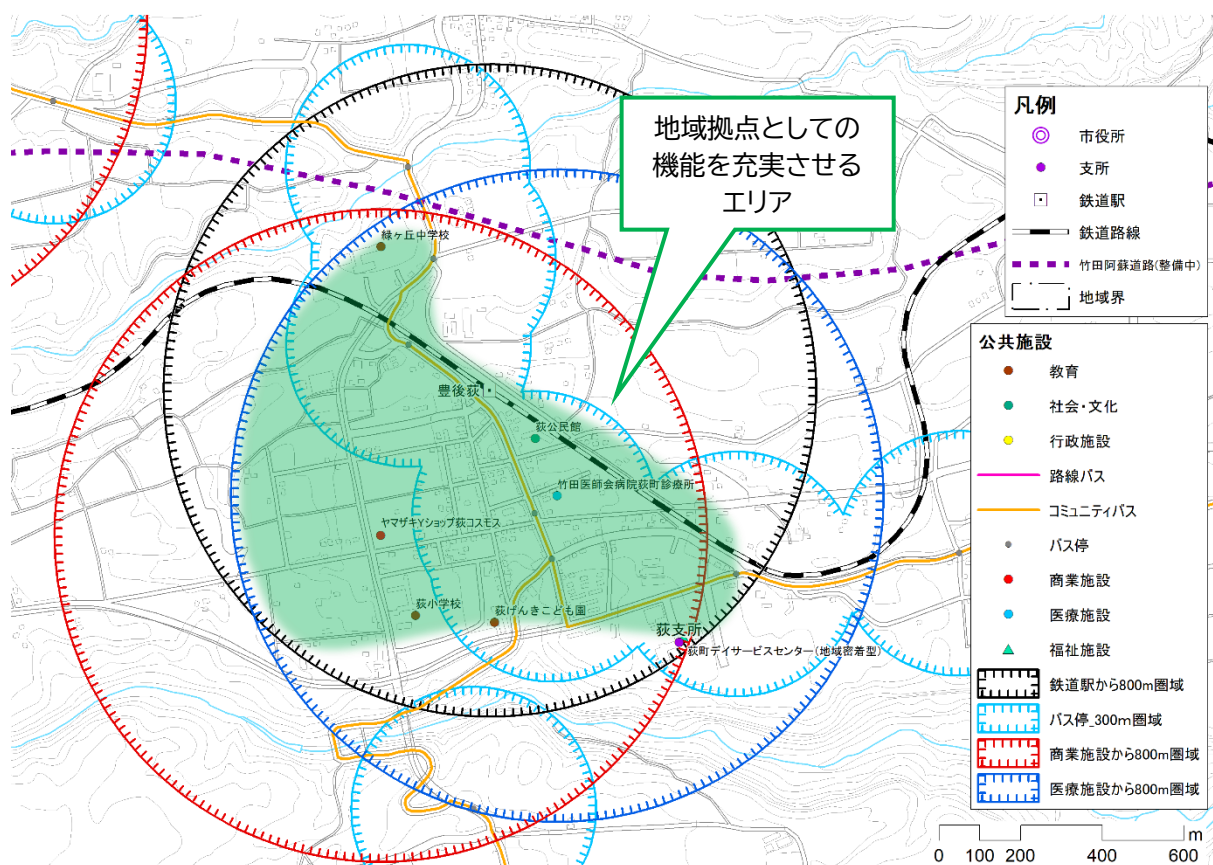 地域拠点としての
機能を充実させる
エリア
緑ヶ丘中学校
豊後荻
荻公民館
竹田医師会病院荻町診療所
ヤマザキYショップ荻コスモス
荻小学校
荻げんきこども園
荻支所
荻町デイサービスセンター(地域密着型)
凡例
市役所
支所
鉄道駅
鉄道路線
竹田阿蘇道路(整備中)
地域界
公共施設
教育
社会・文化
行政施設
路線バス
コミュニティバス
バス停
商業施設
医療施設
福祉施設
鉄道駅から800m圏域
バス停_300m圏域
商業施設から800m圏域
医療施設から800m圏域
m
0 100 200 400 600